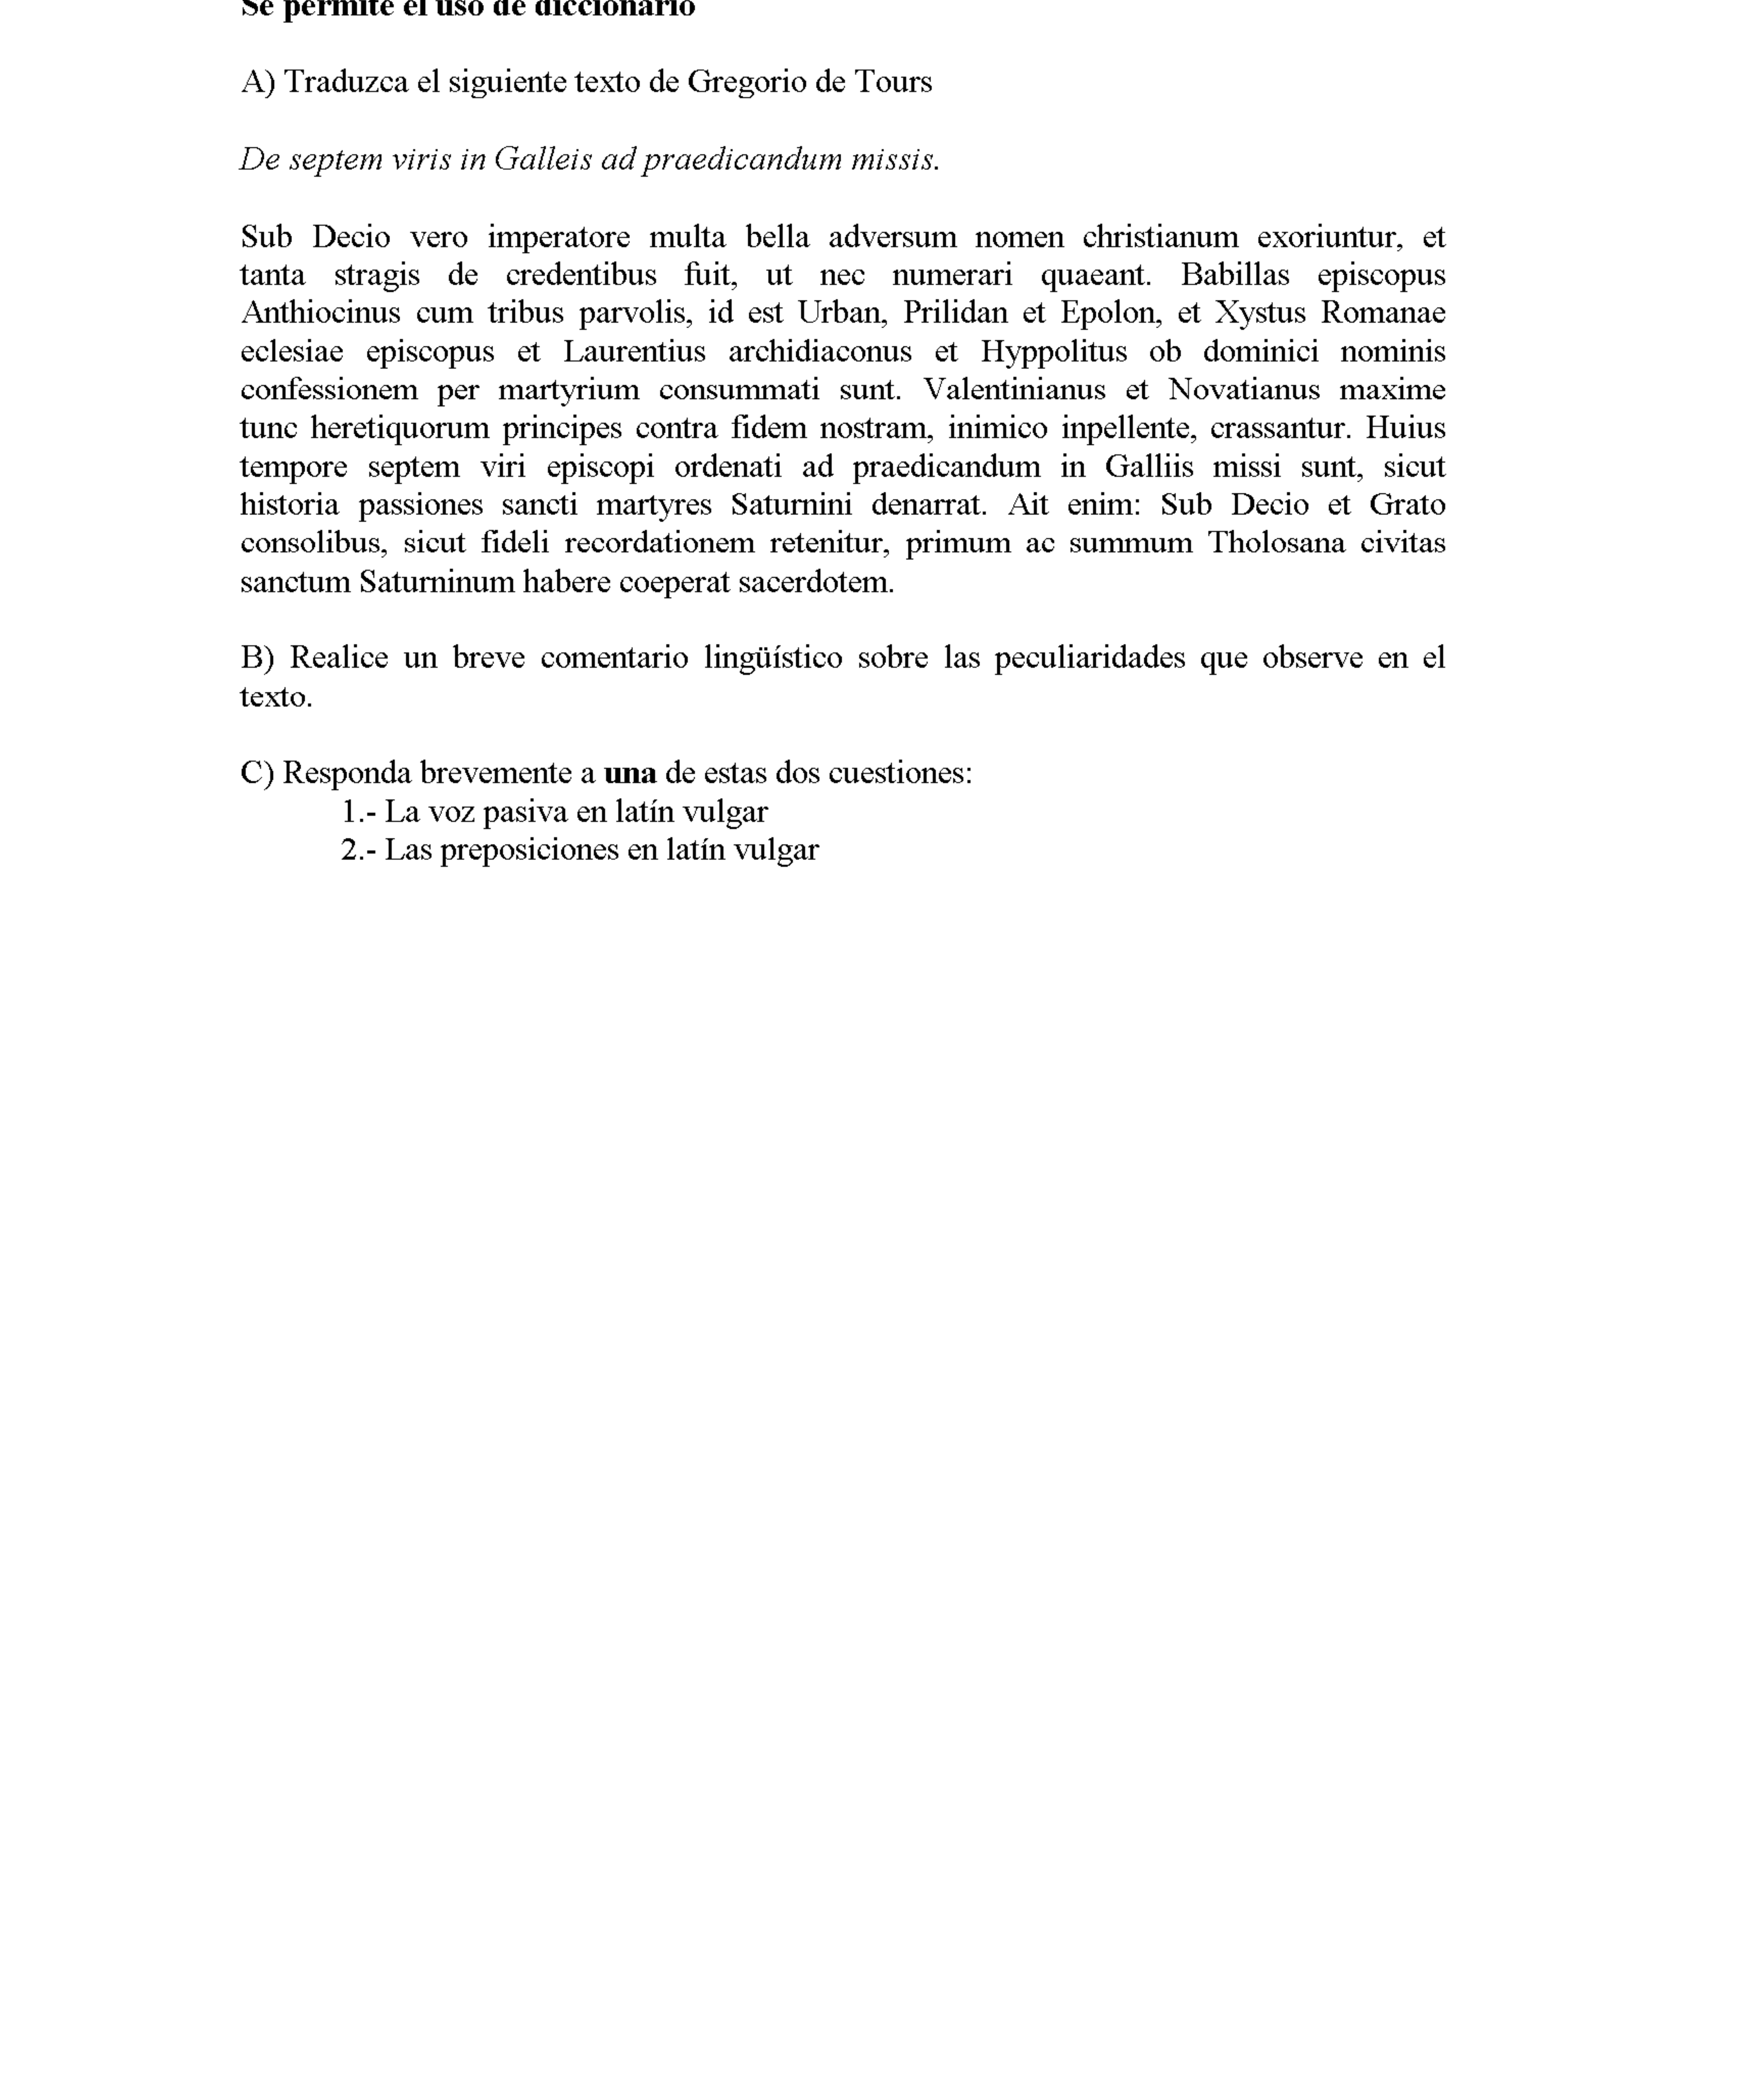 Se permite el uso de diccionario
A) Traduzca el siguiente texto de Gregorio de Tours
De septem viris in Galleis ad praedicandum missis.
Sub Decio vero imperatore multa bella adversum nomen christianum exoriuntur, et
tanta stragis de credentibus fuit, ut nec numerari quaeant. Babillas episcopus
Anthiocinus cum tribus parvolis, id est Urban, Prilidan et Epolon, et Xystus Romanae
eclesiae episcopus et Laurentius archidiaconus et Hyppolitus ob dominici nominis
confessionem per martyrium consummati sunt. Valentinianus et Novatianus maxime
tunc heretiquorum principes contra fidem nostram, inimico inpellente, crassantur. Huius
tempore septem viri episcopi ordenati ad praedicandum in Galliis missi sunt, sicut
historia passiones sancti martyres Saturnini denarrat. Ait enim: Sub Decio et Grato
consolibus, sicut fideli recordationem retenitur, primum ac summum Tholosana civitas
sanctum Saturninum habere coeperat sacerdotem.
B) Realice un breve comentario lingüístico sobre las peculiaridades que observe en el
texto.
C) Responda brevemente a una de estas dos cuestiones:
1.- La voz pasiva en latín vulgar
2.- Las preposiciones en latín vulgar